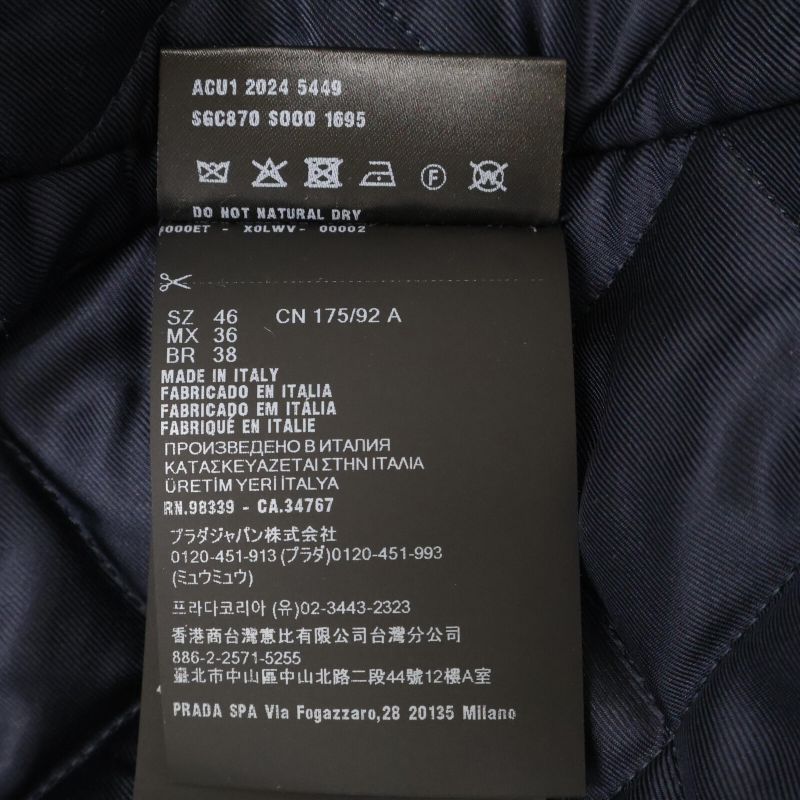 ACU1 2024 5449
SGC870 S000 1695
F W
DO NOT NATURAL DRY
X0LWV- 00002
SZ 46 CN 175/92 A
MX 36
BR 38
MADE IN ITALY
FABRICADO EN ITALIA
FABRICADO EM ITÁLIA
FABRIQUÉ EN ITALIE
ПРОИЗВЕДЕНО В ИТАЛИЯ
ΚΑΤΑΣΚΕΥΑΖΕΤΑΙ ΣΤΗΝ ΙΤΑΛΙΑ
ÜRETİM YERİ İTALYA
RN.98339 - CA.34767
プラダジャパン株式会社
0120-451-913 (プラダ)0120-451-993
(ミュウミュウ)
프라다코리아 (유)02-3443-2323
香港商台灣惠比有限公司台灣分公司
886-2-2571-5255
臺北市中山區中山北路二段44號12樓A室
PRADA SPA Via Fogazzaro,28 20135 Milano